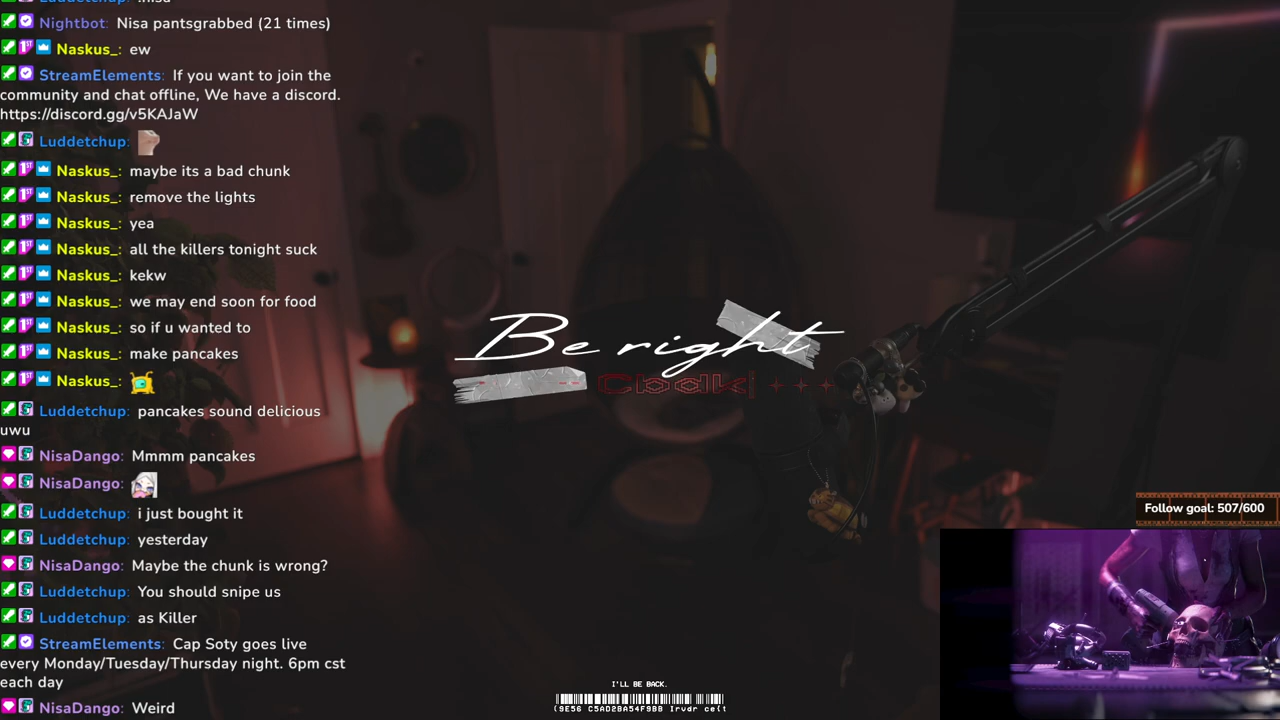 Nightbot: Nisa pantsgrabbed (21 times)
Naskus_: ew
StreamElements: If you want to join the
community and chat offline, We have a discord.
https://discord.gg/v5KAJaW
Luddetchup:
Naskus_: maybe its a bad chunk
Naskus_: remove the lights
Naskus_: yea
Naskus_: all the killers tonight suck
Naskus_: kekw
Naskus_: we may end soon for food
Naskus_: so if u wanted to
Naskus_: make pancakes
Naskus_:
Luddetchup: pancakes sound delicious
uwu
NisaDango: Mmmm pancakes
NisaDango:
Luddetchup: i just bought it
Luddetchup: yesterday
NisaDango: Maybe the chunk is wrong?
Luddetchup: You should snipe us
Luddetchup: as Killer
StreamElements: Cap Soty goes live
every Monday/Tuesday/Thursday night. 6pm cst
each day
NisaDango: Weird
Be right
Follow goal: 507/600
I'LL BE BACK.